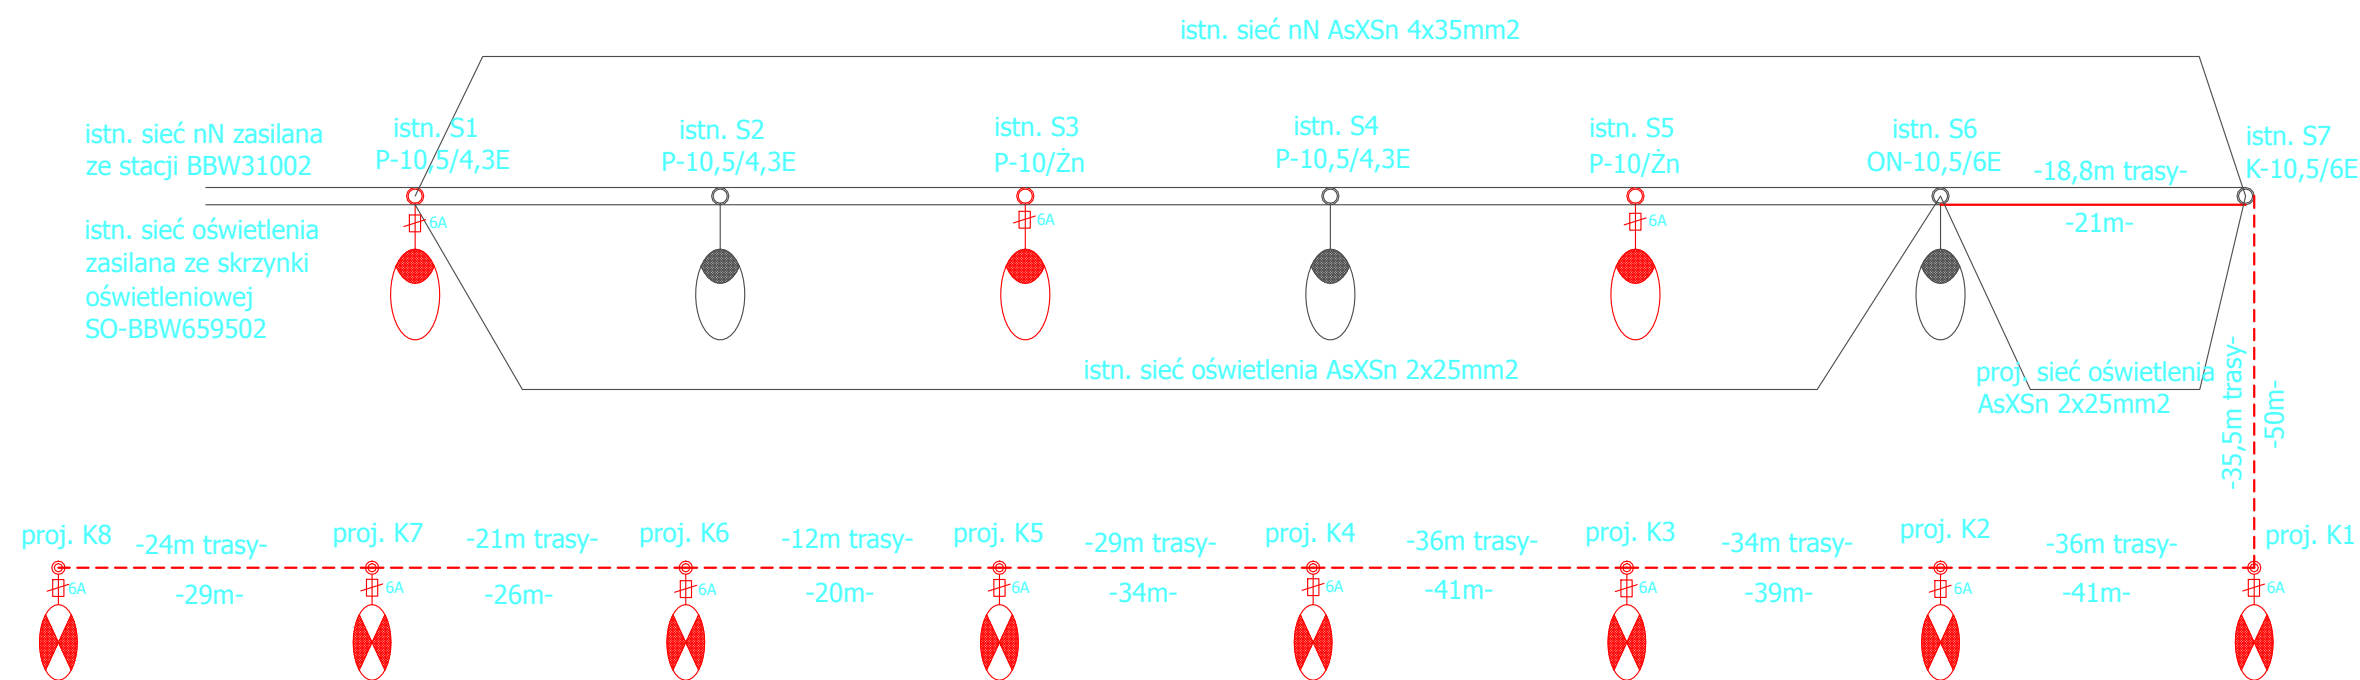 istn. sieć nN AsXSn 4x35mm2
istn. sieć nN zasilana
ze stacji BBW31002
istn. S1
P-10,5/4,3E
istn. S2
P-10,5/4,3E
istn. S3
P-10/Żn
istn. S4
P-10,5/4,3E
istn. S5
P-10/Żn
istn. S6
ON-10,5/6E
-18,8m trasy-
istn. S7
K-10,5/6E
istn. sieć oświetlenia
zasilana ze skrzynki
oświetleniowej
SO-BBW659502
6A
6A
6A
-21m-
istn. sieć oświetlenia AsXSn 2x25mm2
proj. sieć oświetlenia
AsXSn 2x25mm2
-35,5m trasy-
-50m-
proj. K8
-24m trasy-
proj. K7
-21m trasy-
proj. K6
-12m trasy-
proj. K5
-29m trasy-
proj. K4
-36m trasy-
proj. K3
-34m trasy-
proj. K2
-36m trasy-
proj. K1
6A
-29m-
6A
-26m-
6A
-20m-
6A
-34m-
6A
-41m-
6A
-39m-
6A
-41m-
6A